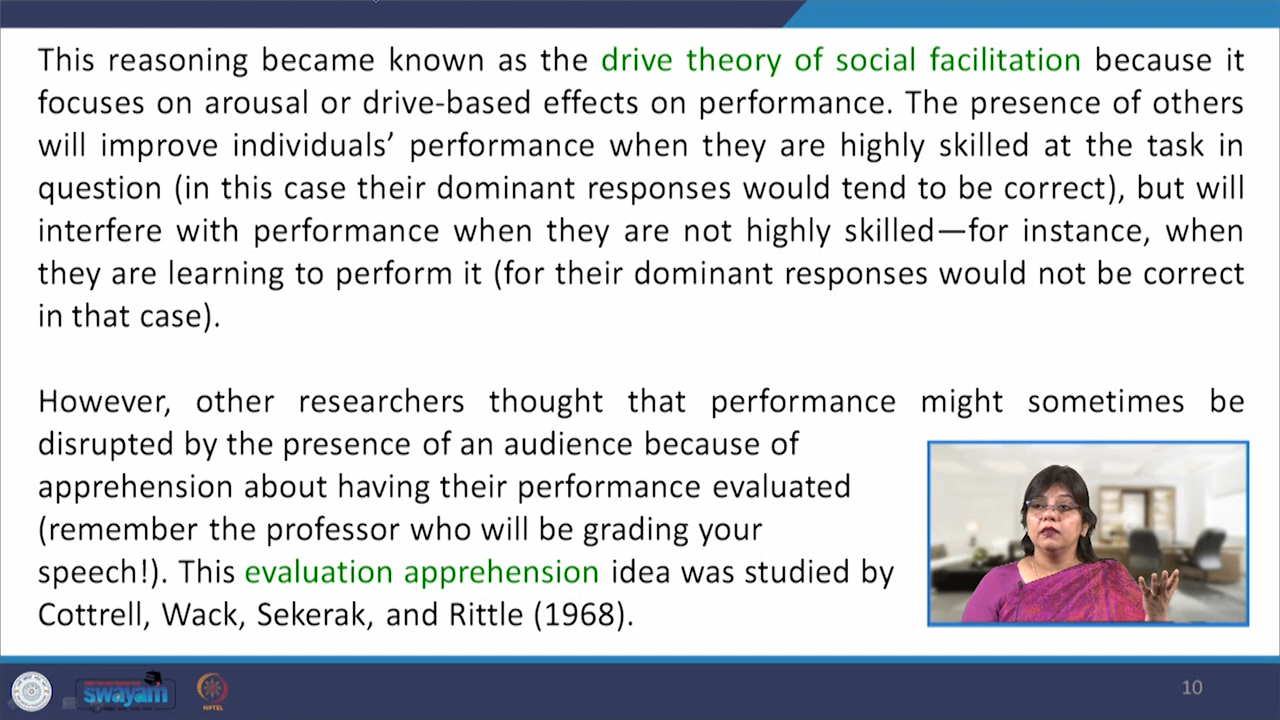 This reasoning became known as the drive theory of social facilitation because it
focuses on arousal or drive-based effects on performance. The presence of others
will improve individuals’ performance when they are highly skilled at the task in
question (in this case their dominant responses would tend to be correct), but will
interfere with performance when they are not highly skilled—for instance, when
they are learning to perform it (for their dominant responses would not be correct
in that case).
However, other researchers thought that performance might sometimes be
disrupted by the presence of an audience because of
apprehension about having their performance evaluated
(remember the professor who will be grading your
speech!). This evaluation apprehension idea was studied by
Cottrell, Wack, Sekerak, and Rittle (1968).
swayam
NPTEL
10